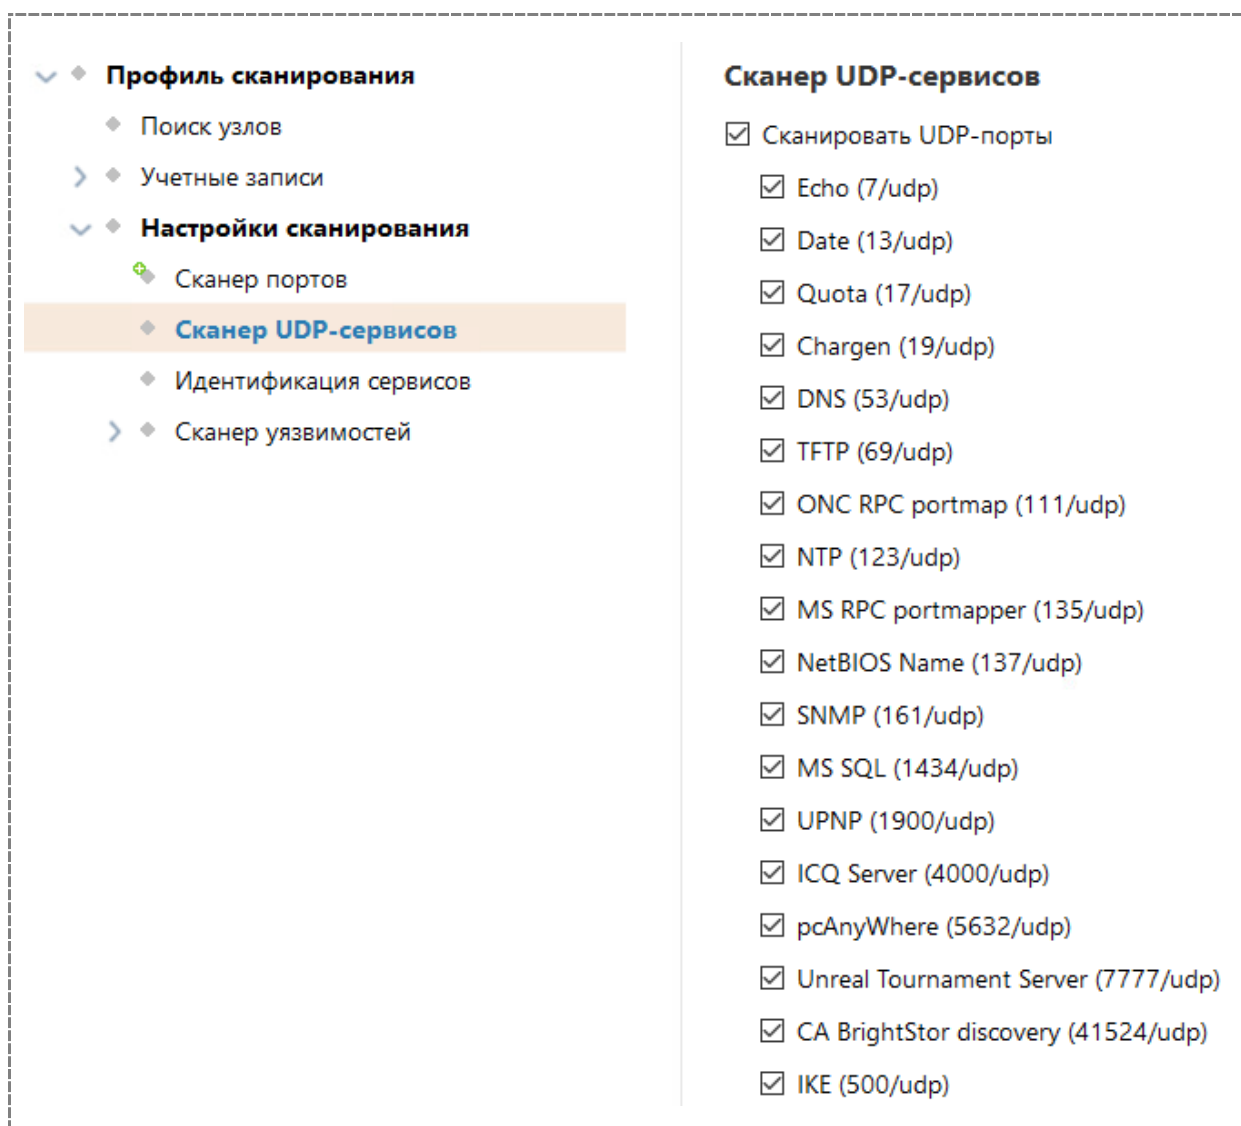 Профиль сканирования
Поиск узлов
Учетные записи
Настройки сканирования
Сканер портов
Сканер UDP-сервисов
Идентификация сервисов
Сканер уязвимостей
Сканер UDP-сервисов
Сканировать UDP-порты
Echo (7/udp)
Date (13/udp)
Quota (17/udp)
Chargen (19/udp)
DNS (53/udp)
TFTP (69/udp)
ONC RPC portmap (111/udp)
NTP (123/udp)
MS RPC portmapper (135/udp)
NetBIOS Name (137/udp)
SNMP (161/udp)
MS SQL (1434/udp)
UPNP (1900/udp)
ICQ Server (4000/udp)
pcAnyWhere (5632/udp)
Unreal Tournament Server (7777/udp)
CA BrightStor discovery (41524/udp)
IKE (500/udp)